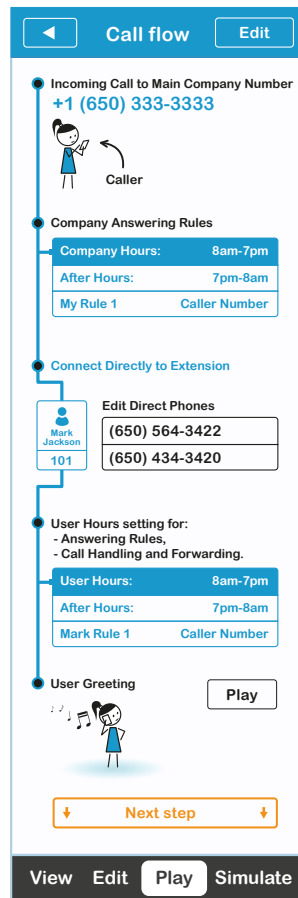 Call flow
Edit
Incoming Call to Main Company Number
+1 (650) 333-3333
Caller
Company Answering Rules
Company Hours: 8am-7pm
After Hours: 7pm-8am
My Rule 1 Caller Number
Connect Directly to Extension
Mark
Jackson
101
Edit Direct Phones
(650) 564-3422
(650) 434-3420
User Hours setting for:
- Answering Rules,
- Call Handling and Forwarding.
User Hours: 8am-7pm
After Hours: 7pm-8am
Mark Rule 1 Caller Number
User Greeting
Play
Next step
View Edit Play Simulate